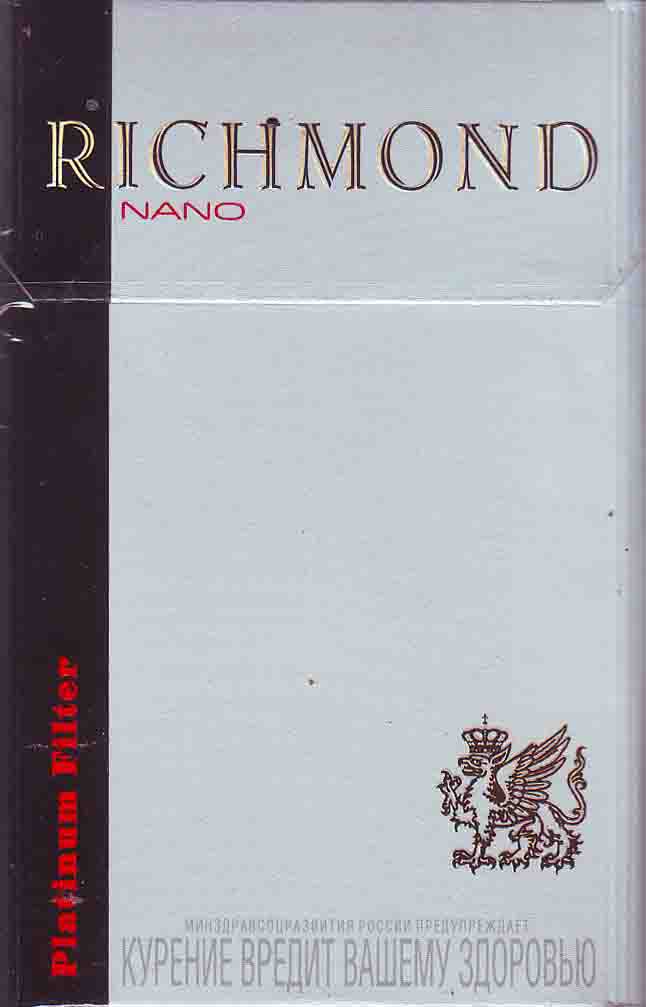 RICHMOND
NANO
Platinum Filter
МИНЗДРАВСОЦРАЗВИТИЯ РОССИИ ПРЕДУПРЕЖДАЕТ
КУРЕНИЕ ВРЕДИТ ВАШЕМУ ЗДОРОВЬЮ